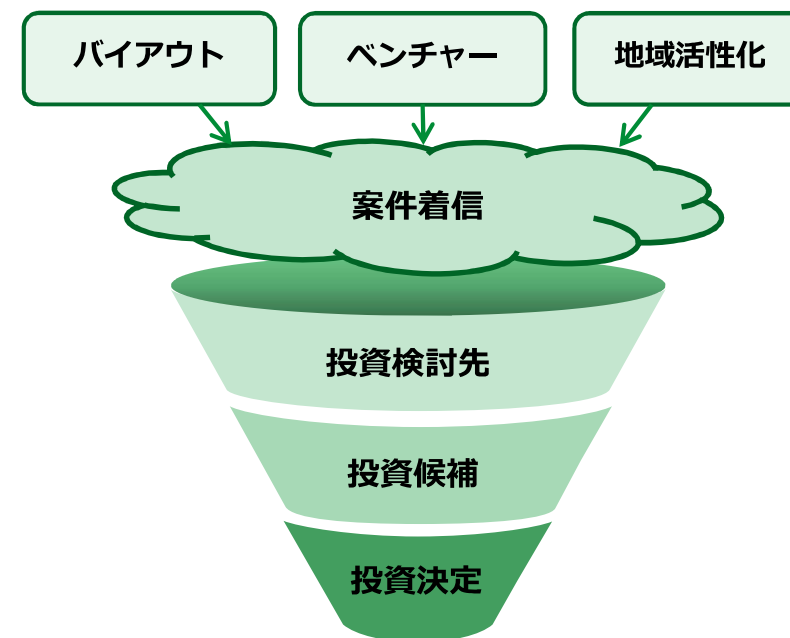 バイアウト
ベンチャー
地域活性化
案件着信
投資検討先
投資候補
投資決定